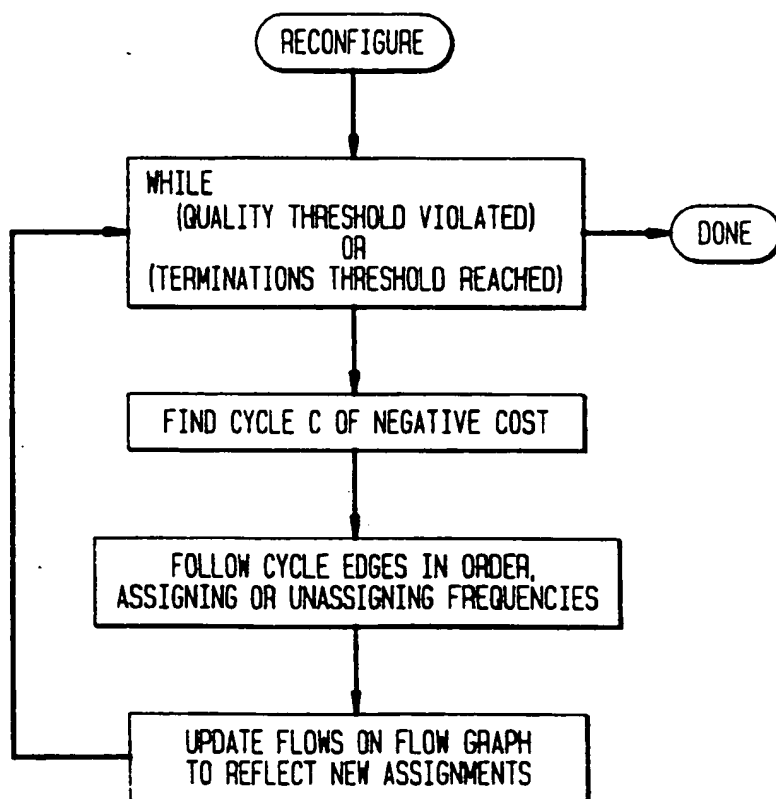 RECONFIGURE
WHILE
(QUALITY THRESHOLD VIOLATED)
OR
(TERMINATIONS THRESHOLD REACHED)
DONE
FIND CYCLE C OF NEGATIVE COST
FOLLOW CYCLE EDGES IN ORDER,
ASSIGNING OR UNASSIGNING FREQUENCIES
UPDATE FLOWS ON FLOW GRAPH
TO REFLECT NEW ASSIGNMENTS